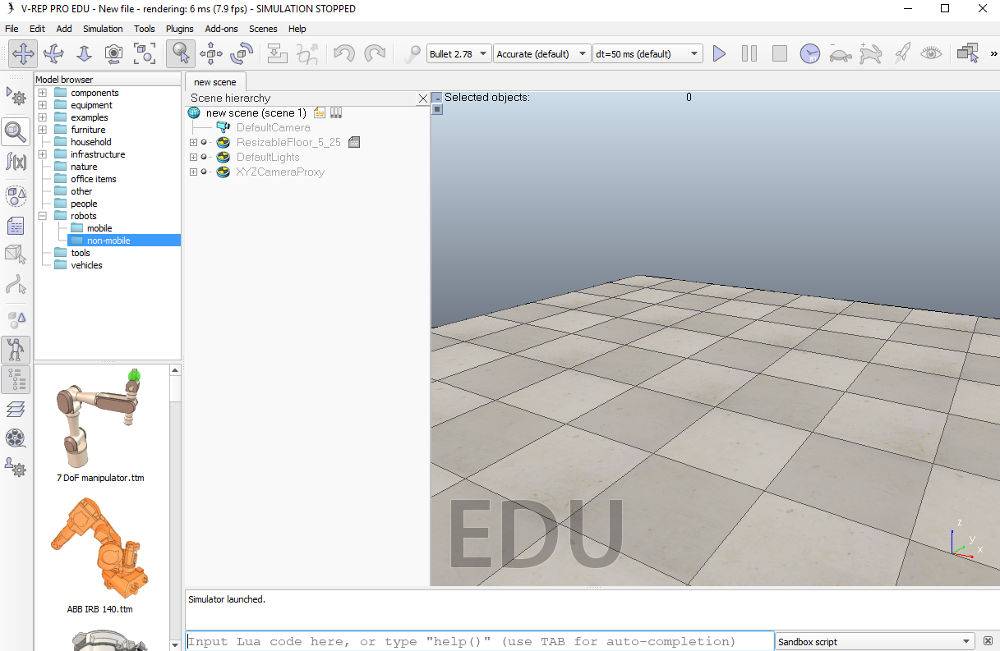 V-REP PRO EDU - New file - rendering: 6 ms (7.9 fps) - SIMULATION STOPPED
File Edit Add Simulation Tools Plugins Add-ons Scenes Help
Bullet 2.78 Accurate (default) dt=50 ms (default) RT »
Model browser
components
equipment
examples
furniture
household
infrastructure
nature
office items
other
people
robots
mobile
non-mobile
tools
vehicles
7 DoF manipulator.ttm
ABB IRB 140.ttm
f(x)
new scene
Scene hierarchy
new scene (scene 1)
DefaultCamera
ResizableFloor_5_25
DefaultLights
XYZCameraProxy
Selected objects: 0
EDU
z
y
x
Simulator launched.
Input Lua code here, or type "help()" (use TAB for auto-completion)
Sandbox script